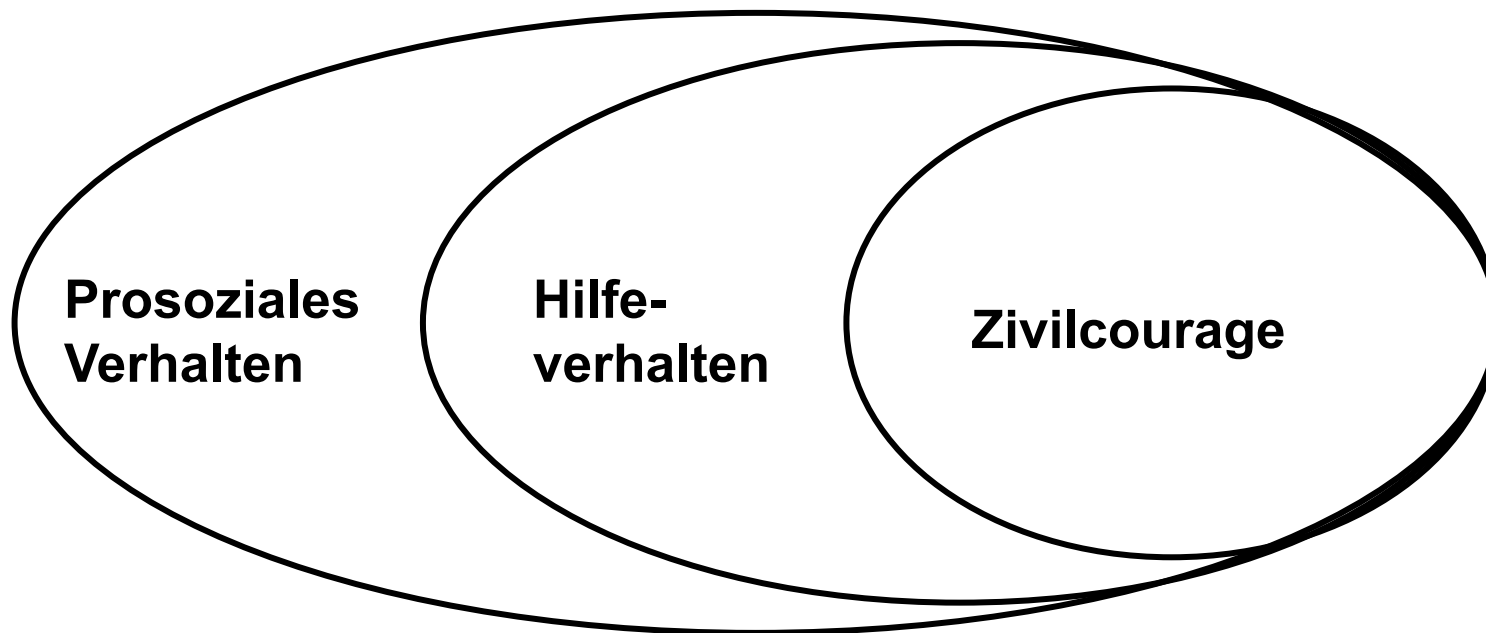 Prosoziales
Verhalten
Hilfe-
verhalten
Zivilcourage